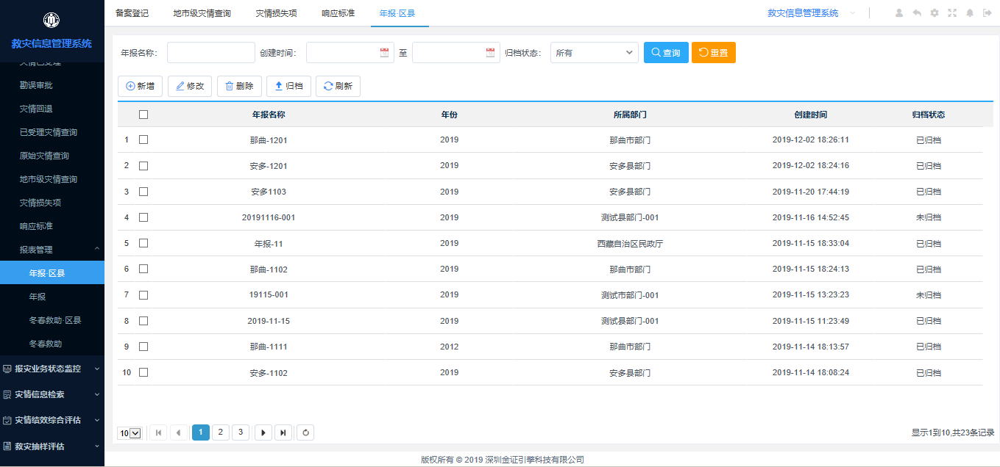 救灾信息管理系统
灾情已受理
勘误审批
灾情回退
已受理灾情查询
原始灾情查询
地市级灾情查询
灾情损失项
响应标准
报表管理
年报·区县
年报
冬春救助·区县
冬春救助
报灾业务状态监控
灾情信息检索
灾情绩效综合评估
救灾抽样评估
备案登记 地市级灾情查询 灾情损失项 响应标准 年报·区县 救灾信息管理系统
年报名称: 创建时间: 至 归档状态: 所有 查询 重置
新增 修改 删除 归档 刷新
年报名称 年份 所属部门 创建时间 归档状态
1 那曲-1201 2019 那曲市部门 2019-12-02 18:26:11 已归档
2 安多-1201 2019 安多县部门 2019-12-02 18:24:16 已归档
3 安多1103 2019 安多县部门 2019-11-20 17:44:19 已归档
4 20191116-001 2019 测试县部门-001 2019-11-16 14:52:45 未归档
5 年报-11 2019 西藏自治区民政厅 2019-11-15 18:33:04 已归档
6 那曲-1102 2019 那曲市部门 2019-11-15 18:24:13 已归档
7 19115-001 2019 测试市部门-001 2019-11-15 13:23:23 未归档
8 2019-11-15 2019 测试县部门-001 2019-11-15 11:23:49 已归档
9 那曲-1111 2012 那曲市部门 2019-11-14 18:13:57 已归档
10 安多-1102 2019 安多县部门 2019-11-14 18:08:24 已归档
10 1 2 3 显示1到10,共23条记录
版权所有 © 2019 深圳金证引擎科技有限公司